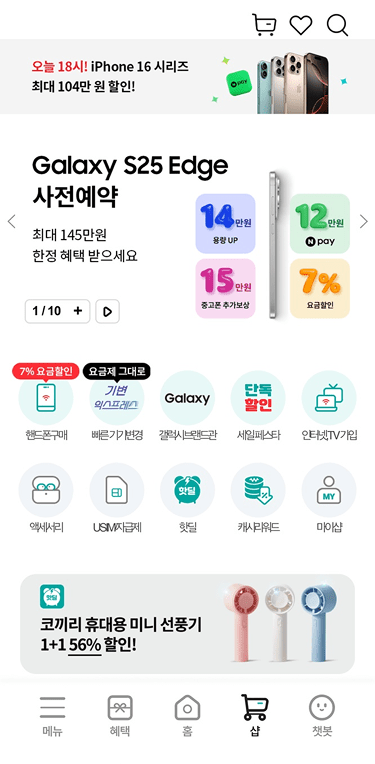 오늘 18시! iPhone 16 시리즈
최대 104만 원 할인!
pay
Galaxy S25 Edge
사전예약
최대 145만원
한정 혜택 받으세요
14만원
용량 UP
12만원
N pay
15만원
중고폰 추가보상
7%
요금할인
1 / 10 +
7% 요금할인
요금제 그대로
기변
익스프레스
Galaxy
단독
할인
핸드폰구매
빠른 기기변경
갤럭시브랜드관
세일 페스타
인터넷,TV 가입
핫딜
MY
액세서리
USIM/지급제
핫딜
캐시리워드
마이샵
핫딜
코끼리 휴대용 미니 선풍기
1+1 56% 할인!
메뉴
혜택
홈
샵
챗봇